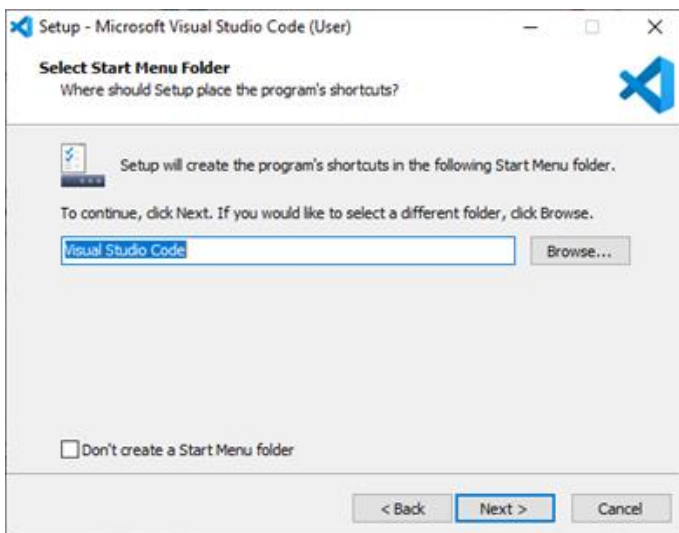 Setup - Microsoft Visual Studio Code (User)
Select Start Menu Folder
Where should Setup place the program's shortcuts?
Setup will create the program's shortcuts in the following Start Menu folder.
To continue, click Next. If you would like to select a different folder, click Browse.
Visual Studio Code
Browse...
Don't create a Start Menu folder
< Back
Next >
Cancel